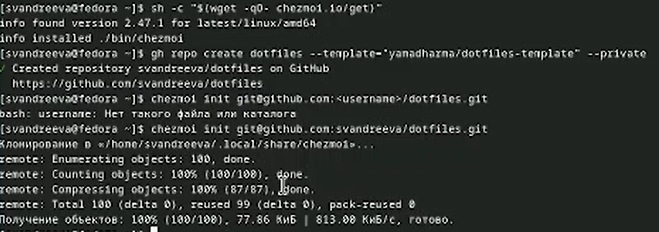 [svandreeva@fedora ~]$ sh -c "$(wget -qO- chezmoi.io/get)"
info found version 2.47.1 for latest/linux/amd64
info installed ./bin/chezmoi
[svandreeva@fedora ~]$ gh repo create dotfiles --template="yamadharma/dotfiles-template" --private
✓ Created repository svandreeva/dotfiles on GitHub
https://github.com/svandreeva/dotfiles
[svandreeva@fedora ~]$ chezmoi init git@github.com:<username>/dotfiles.git
bash: username: Нет такого файла или каталога
[svandreeva@fedora ~]$ chezmoi init git@github.com:svandreeva/dotfiles.git
Клонирование в «/home/svandreeva/.local/share/chezmoi»...
remote: Enumerating objects: 100, done.
remote: Counting objects: 100% (100/100), done.
remote: Compressing objects: 100% (87/87), done.
remote: Total 100 (delta 0), reused 99 (delta 0), pack-reused 0
Получение объектов: 100% (100/100), 77.86 КиБ | 813.00 КиБ/с, готово.
[svandreeva@fedora ~]$